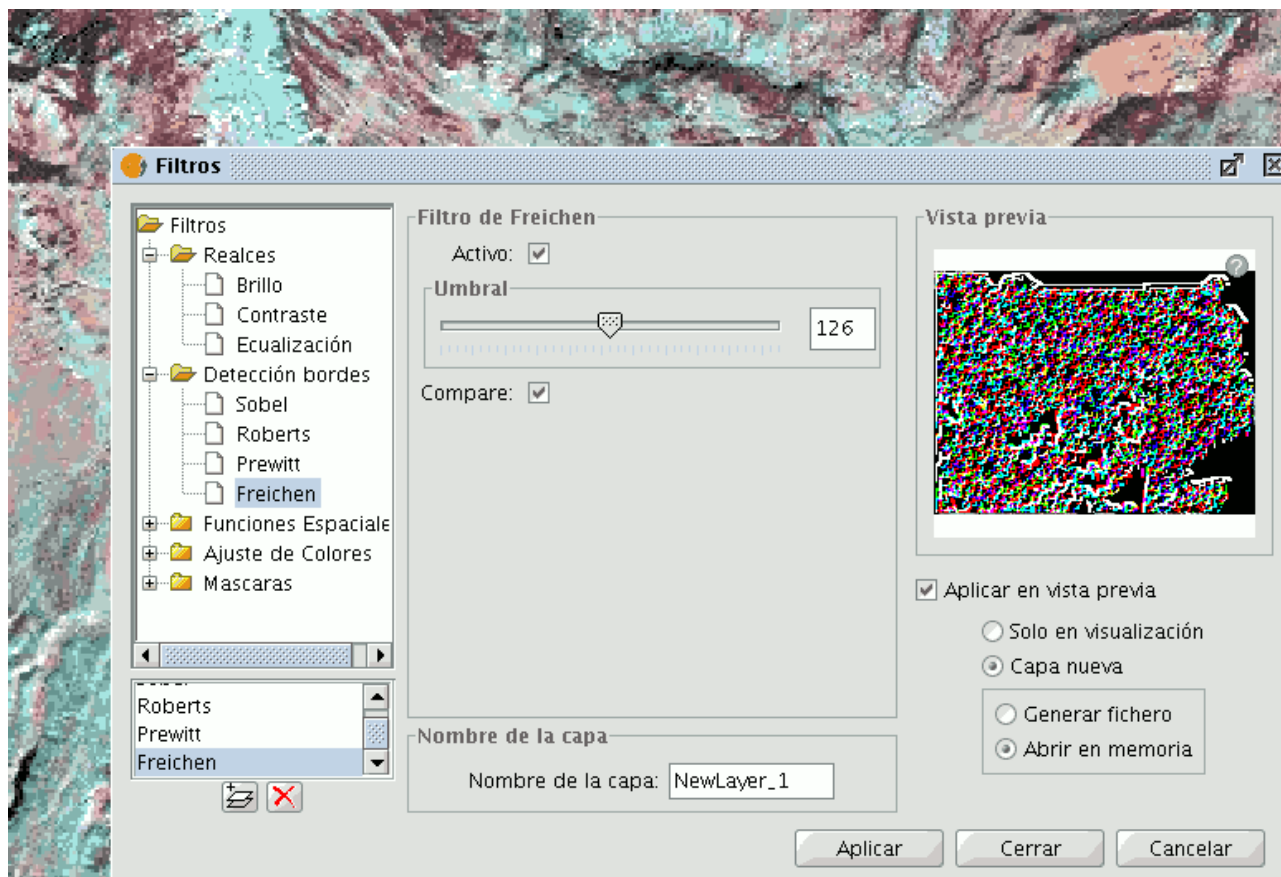 Filtros
Filtros
Realces
Brillo
Contraste
Ecualización
Detección bordes
Sobel
Roberts
Prewitt
Freichen
Funciones Espaciale
Ajuste de Colores
Mascaras
Roberts
Prewitt
Freichen
Filtro de Freichen
Activo:
Umbral
126
Compare:
Nombre de la capa
Nombre de la capa: NewLayer_1
Vista previa
?
Aplicar en vista previa
Solo en visualización
Capa nueva
Generar fichero
Abrir en memoria
Aplicar
Cerrar
Cancelar